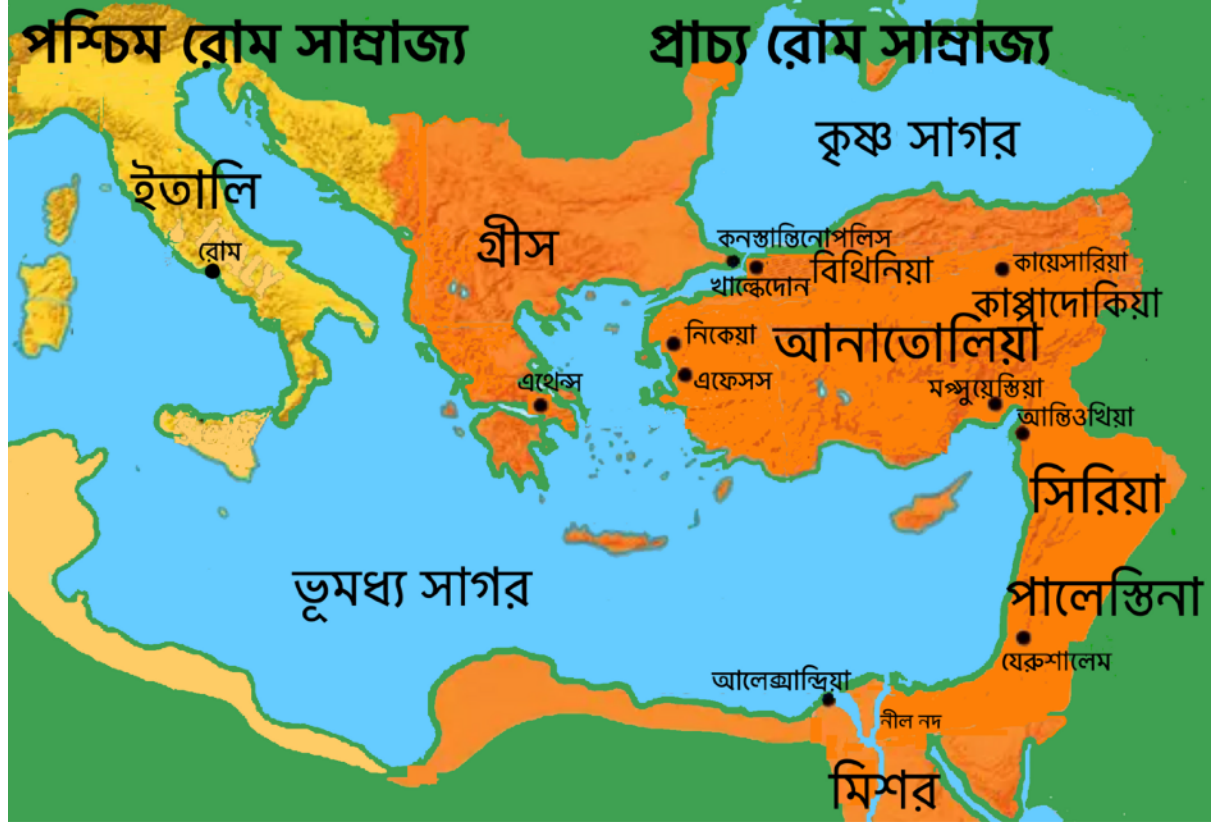 পশ্চিম রোম সাম্রাজ্য
প্রাচ্য রোম সাম্রাজ্য
কৃষ্ণ সাগর
ইতালি
রোম
গ্রীস
কনস্তান্তিনোপলিস
খাল্কেদোন
বিথিনিয়া
কায়েসারিয়া
কাপ্পাদোকিয়া
নিকেয়া
আনাতোলিয়া
এফেসস
এথেন্স
মপ্সুয়েস্তিয়া
আন্তিওখিয়া
সিরিয়া
ভূমধ্য সাগর
পালেস্তিনা
যেরুশালেম
আলেক্সান্দ্রিয়া
নীল নদ
মিশর